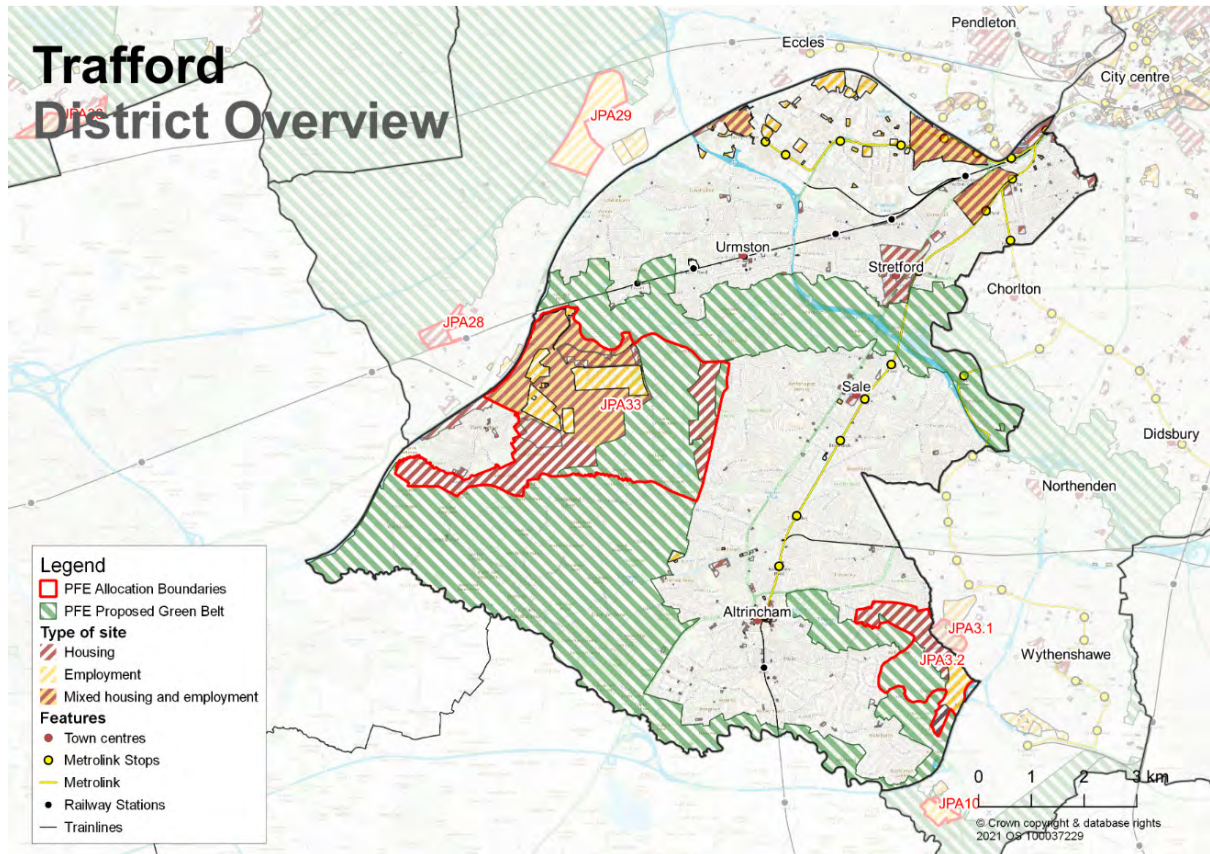 Trafford
District Overview
Pendleton
Eccles
City centre
JPA29
Urmston
Stretford
Chorlton
JPA28
JPA33
Sale
Didsbury
Northenden
Altrincham
JPA3.1
JPA3.2
Wythenshawe
JPA10
Legend
PFE Allocation Boundaries
PFE Proposed Green Belt
Type of site
Housing
Employment
Mixed housing and employment
Features
Town centres
Metrolink Stops
Metrolink
Railway Stations
Trainlines
0 1 2 3 km
© Crown copyright & database rights
2021 OS 100037229